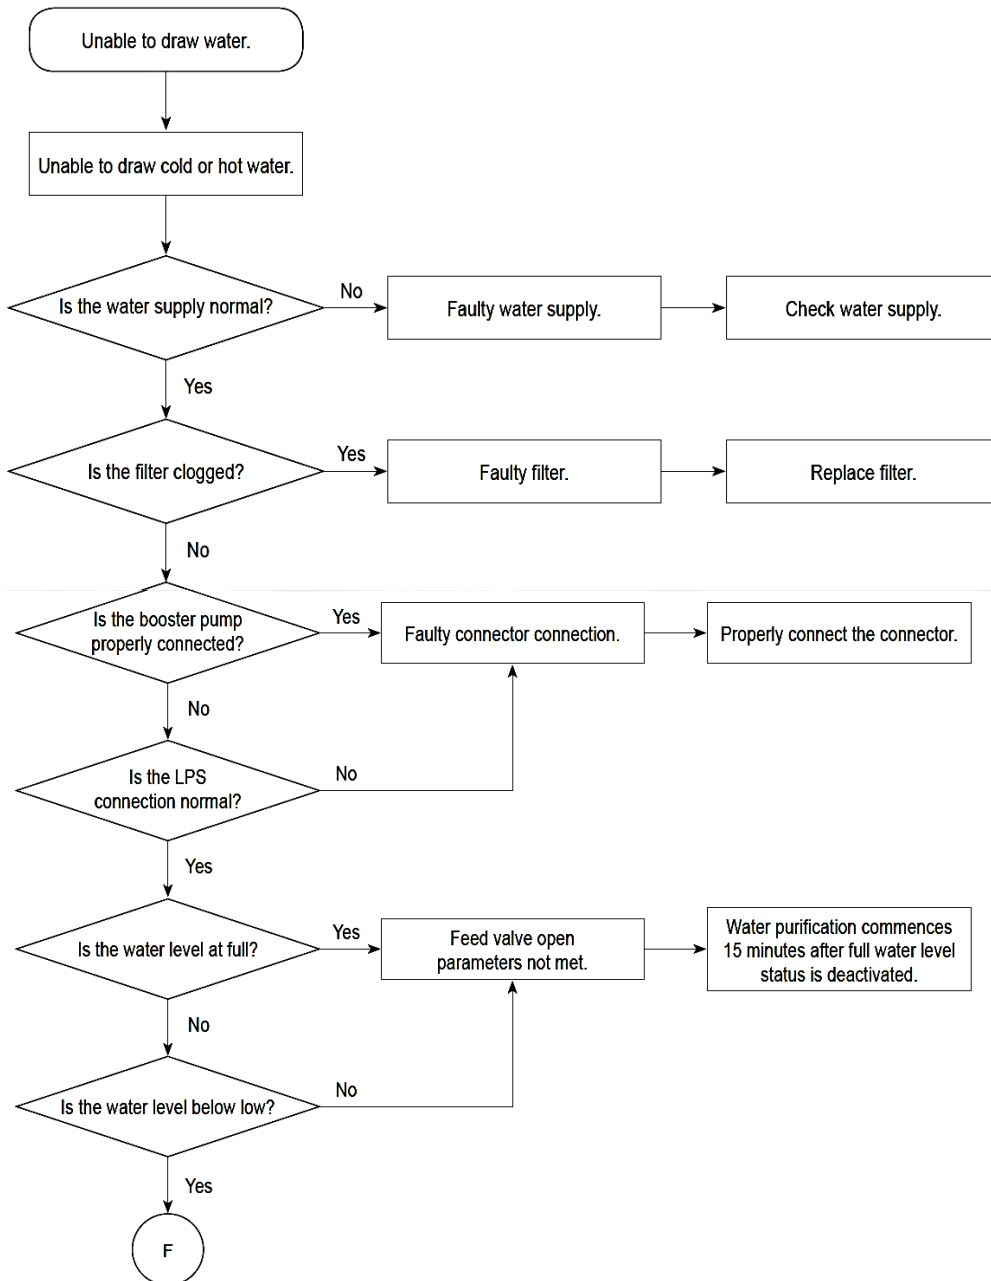 Unable to draw water.
Unable to draw cold or hot water.
Is the water supply normal?
No
Faulty water supply.
Check water supply.
Yes
Is the filter clogged?
Yes
Faulty filter.
Replace filter.
No
Is the booster pump
properly connected?
Yes
Faulty connector connection.
Properly connect the connector.
No
Is the LPS
connection normal?
No
Yes
Is the water level at full?
Yes
Feed valve open
parameters not met.
Water purification commences
15 minutes after full water level
status is deactivated.
No
Is the water level below low?
No
Yes
F